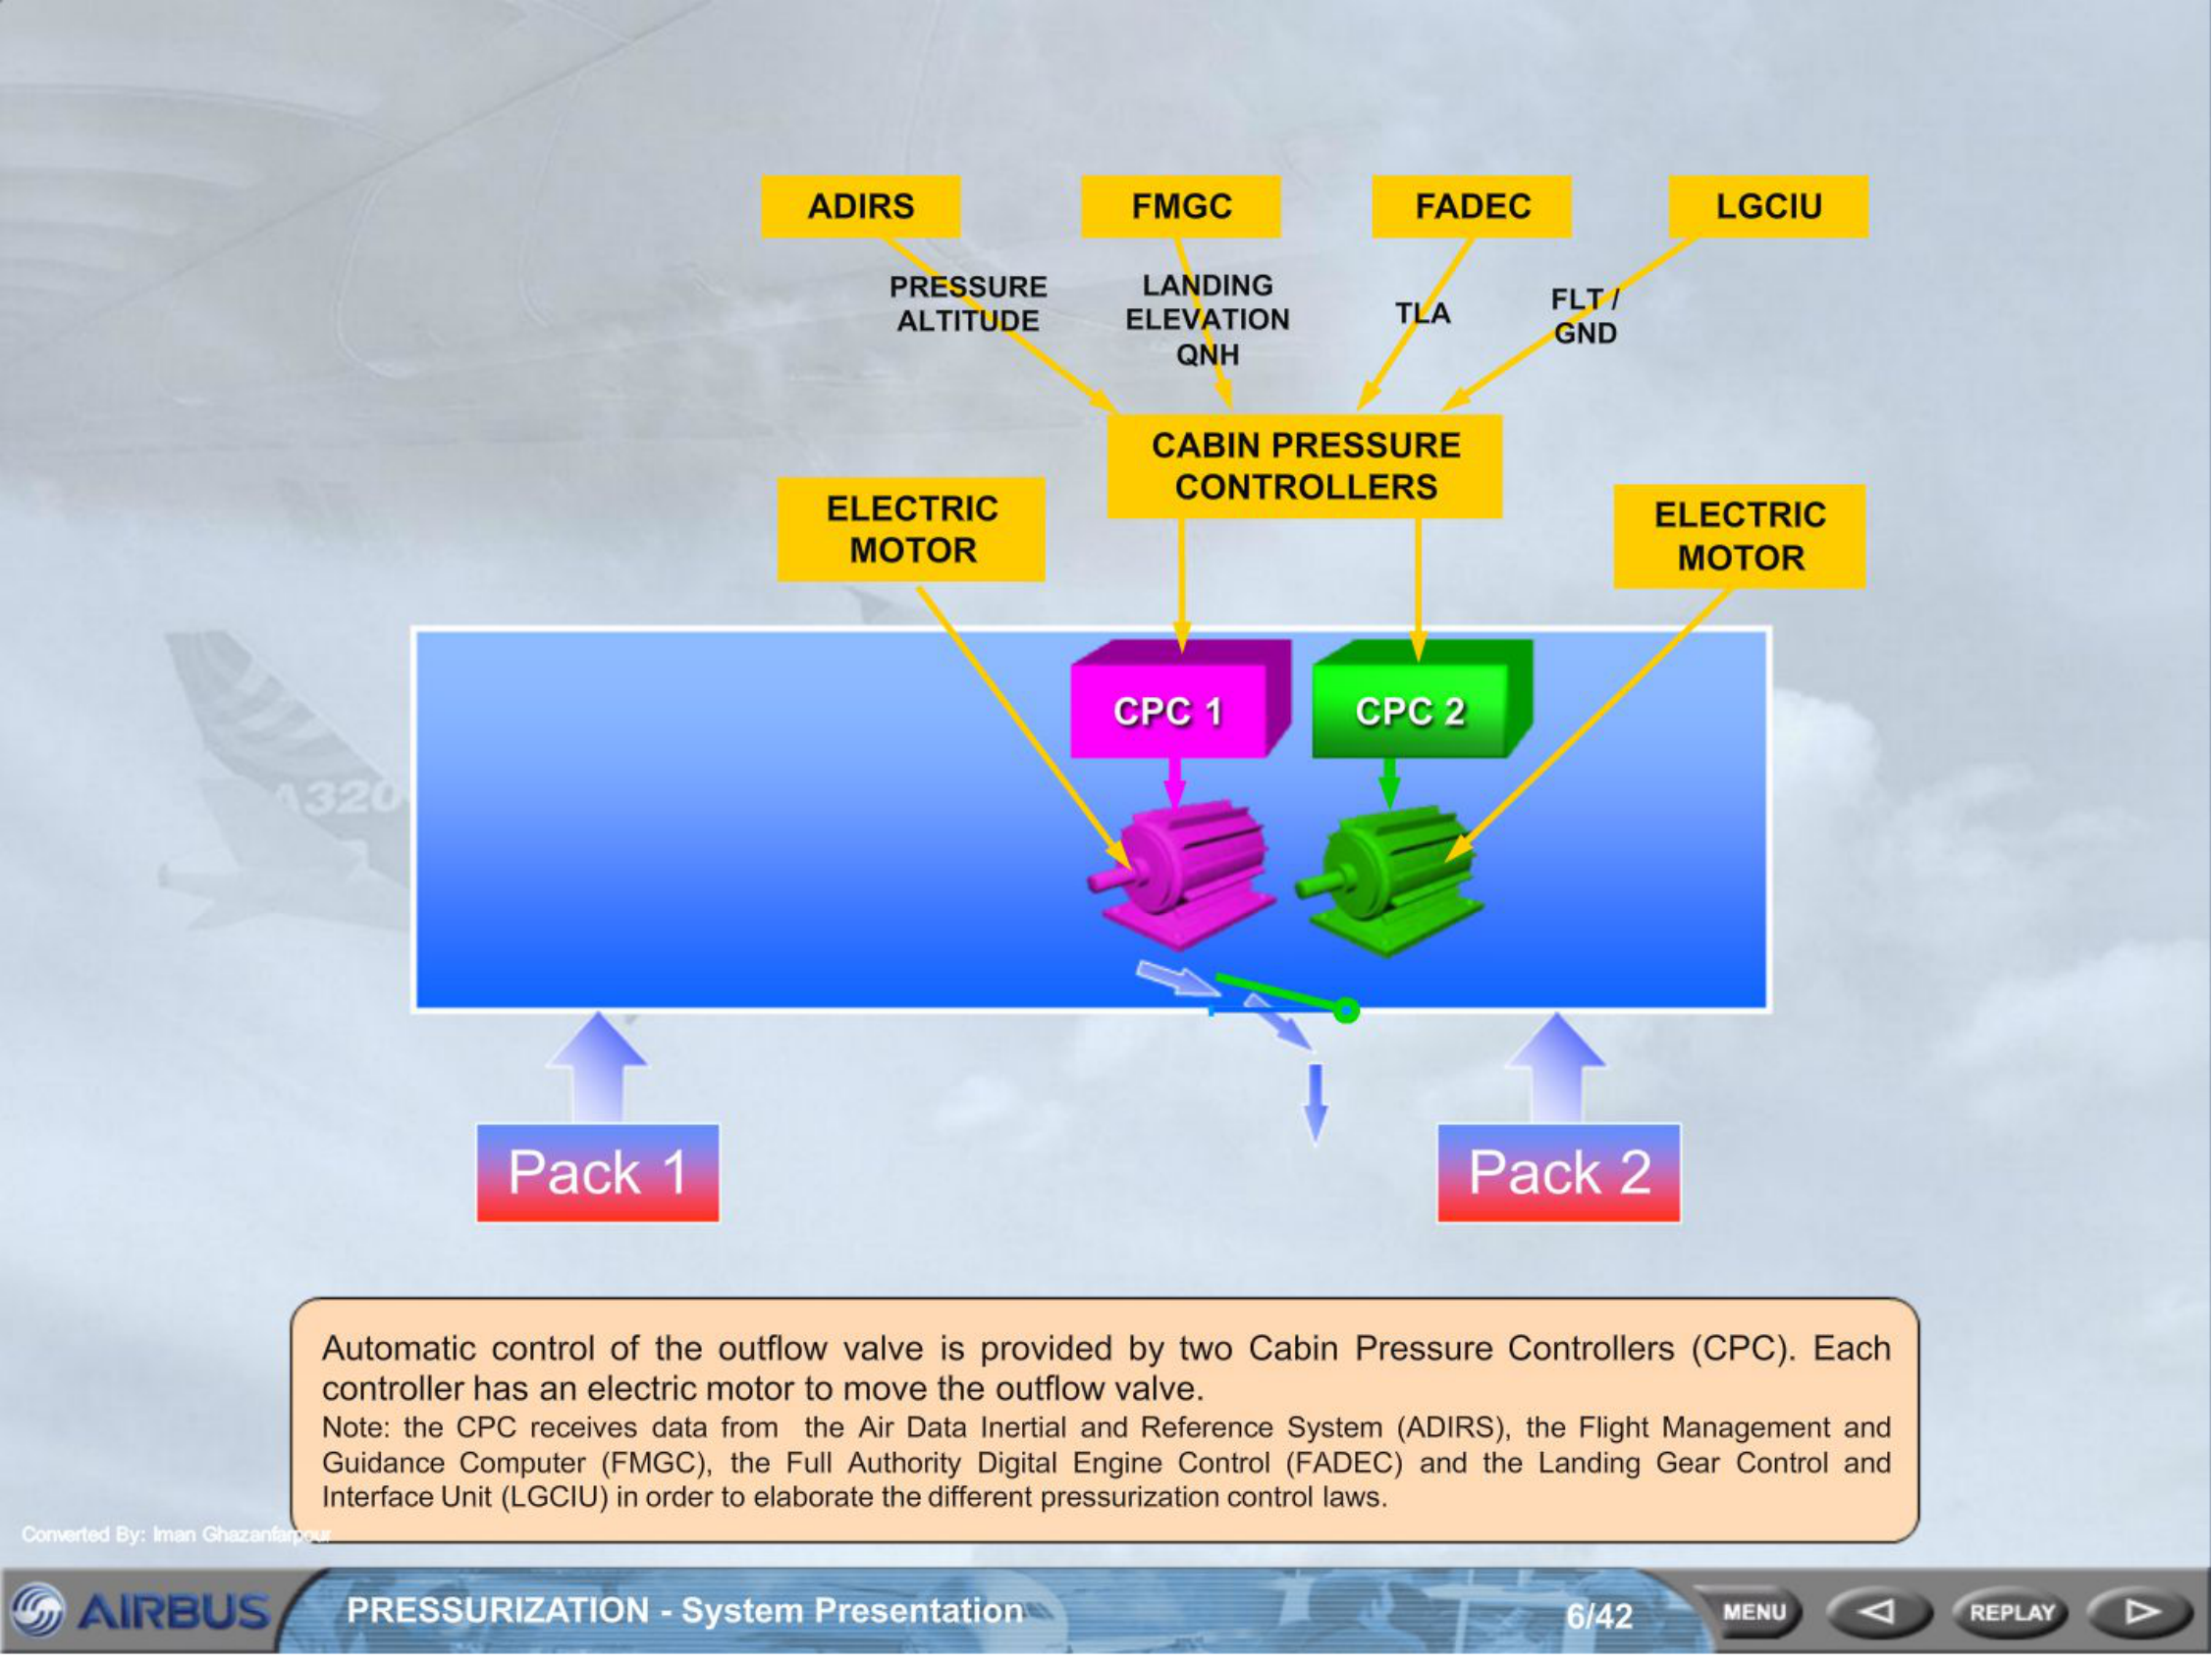 ADIRS
FMGC
FADEC
LGCIU
PRESSURE
ALTITUDE
LANDING
ELEVATION
QNH
TLA
FLT /
GND
CABIN PRESSURE
CONTROLLERS
ELECTRIC
MOTOR
ELECTRIC
MOTOR
CPC 1
CPC 2
A320
Pack 1
Pack 2
Automatic control of the outflow valve is provided by two Cabin Pressure Controllers (CPC). Each
controller has an electric motor to move the outflow valve.
Note: the CPC receives data from the Air Data Inertial and Reference System (ADIRS), the Flight Management and
Guidance Computer (FMGC), the Full Authority Digital Engine Control (FADEC) and the Landing Gear Control and
Interface Unit (LGCIU) in order to elaborate the different pressurization control laws.
Converted By: Iman Ghazanfarpour
AIRBUS
PRESSURIZATION - System Presentation
6/42
MENU
REPLAY